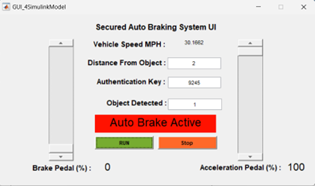 GUI_4SimulinkModel
Secured Auto Braking System UI
Vehicle Speed MPH : 30.1662
Distance From Object : 2
Authentication Key : 9245
Object Detected : 1
Auto Brake Active
RUN Stop
Brake Pedal (%) : 0 Acceleration Pedal (%) : 100